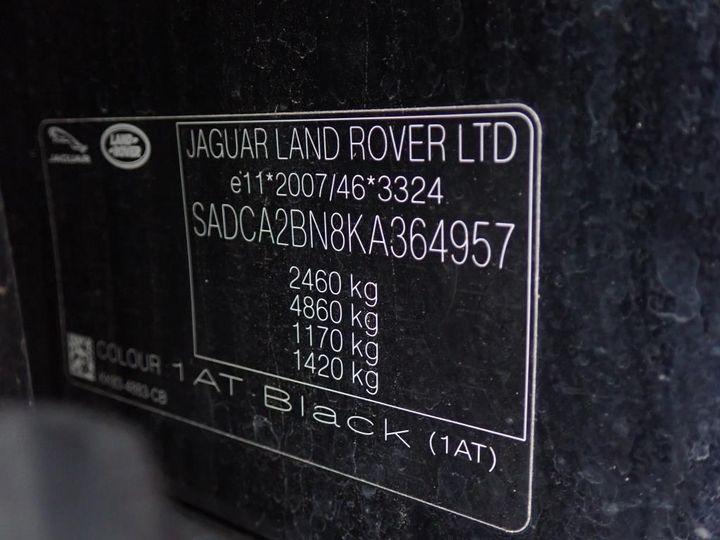 JAGUAR
LAND-
ROVER
JAGUAR LAND ROVER LTD
e11*2007/46*3324
SADCA2BN8KA364957
2460 kg
4860 kg
1170 kg
1420 kg
COLOUR 1AT Black (1AT)